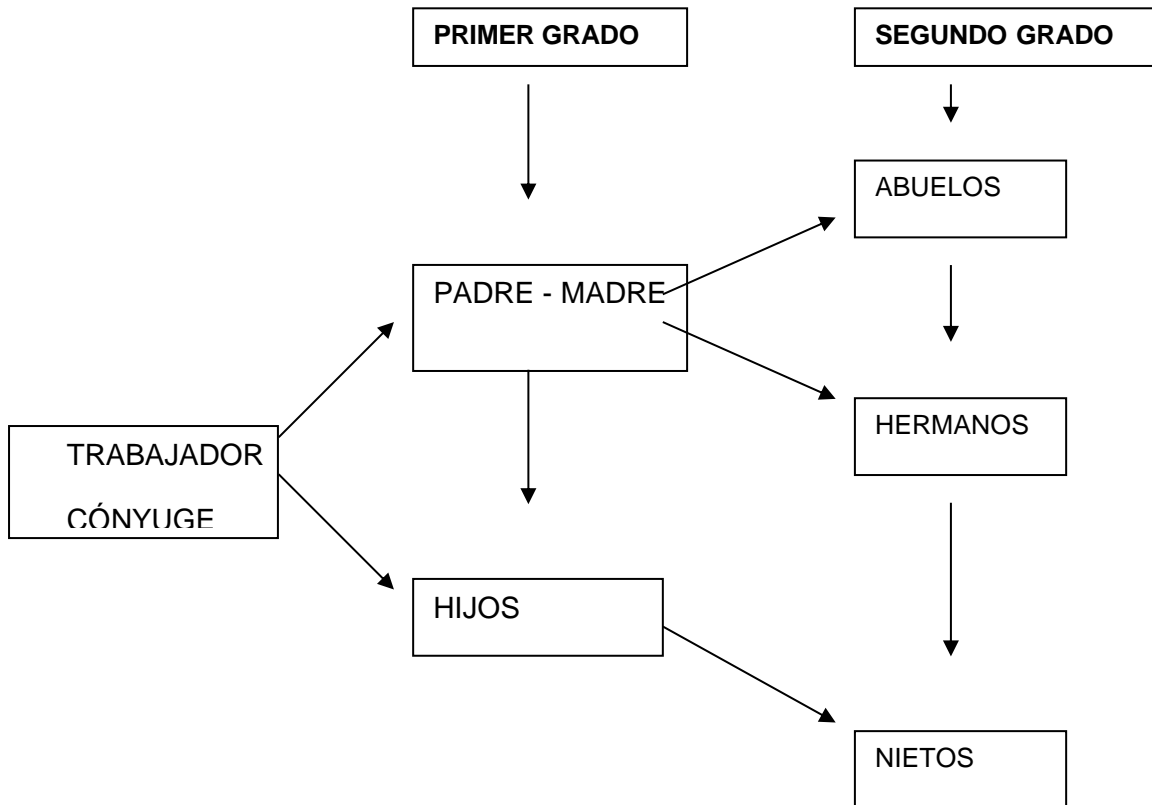 PRIMER GRADO
SEGUNDO GRADO
ABUELOS
PADRE - MADRE
HERMANOS
TRABAJADOR
CÓNYUGE
HIJOS
NIETOS